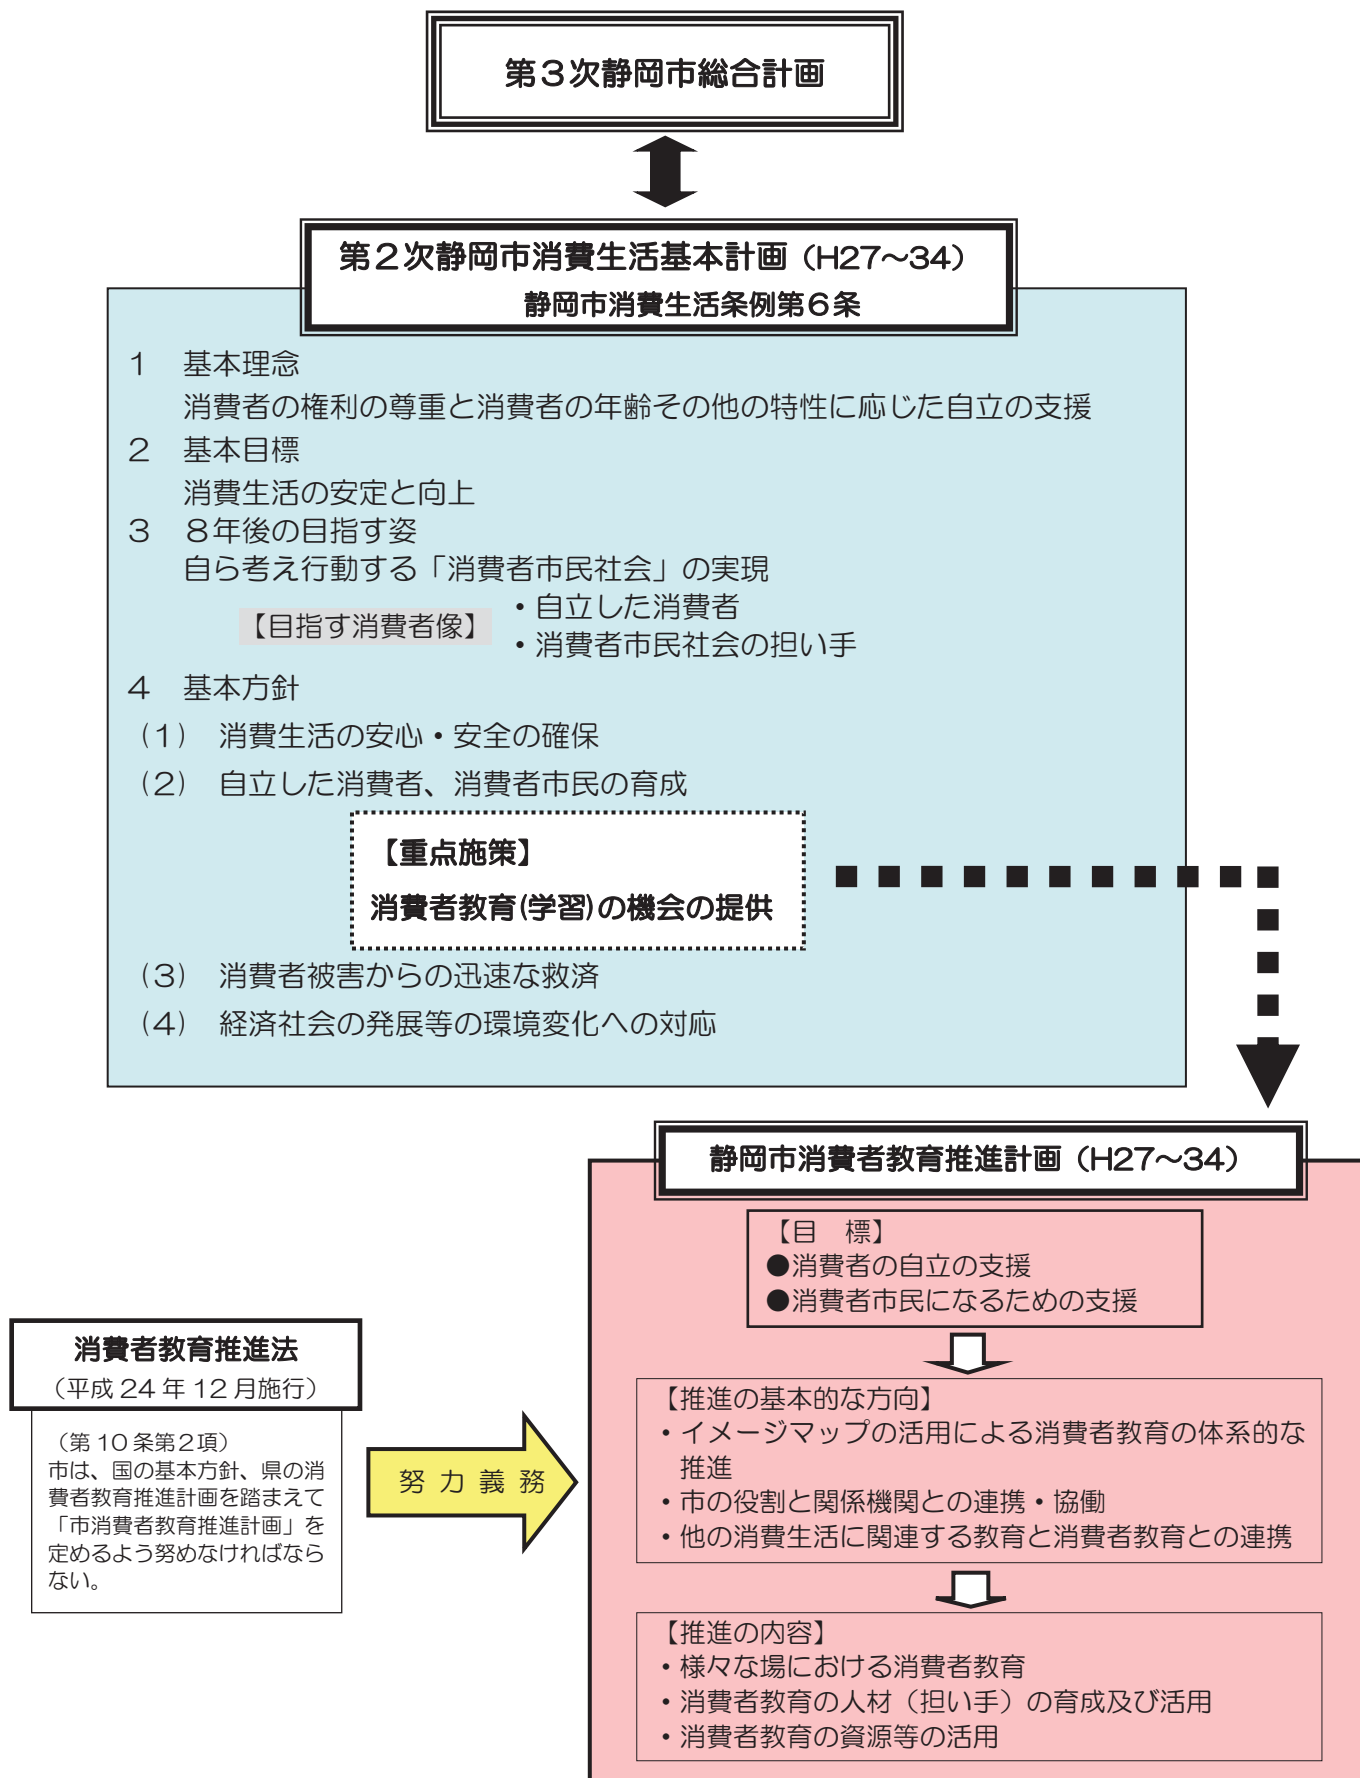 第３次静岡市総合計画
第２次静岡市消費生活基本計画（H27～34）
静岡市消費生活条例第６条
１　基本理念
消費者の権利の尊重と消費者の年齢その他の特性に応じた自立の支援
２　基本目標
消費生活の安定と向上
３　８年後の目指す姿
自ら考え行動する「消費者市民社会」の実現
【目指す消費者像】
・自立した消費者
・消費者市民社会の担い手
４　基本方針
（１）　消費生活の安心・安全の確保
（２）　自立した消費者、消費者市民の育成
【重点施策】
消費者教育(学習)の機会の提供
（３）　消費者被害からの迅速な救済
（４）　経済社会の発展等の環境変化への対応
静岡市消費者教育推進計画（H27～34）
【目　標】
●消費者の自立の支援
●消費者市民になるための支援
消費者教育推進法
（平成 24 年 12 月施行）
（第 10 条第２項）
市は、国の基本方針、県の消
費者教育推進計画を踏まえて
「市消費者教育推進計画」を
定めるよう努めなければなら
ない。
努 力 義 務
【推進の基本的な方向】
・イメージマップの活用による消費者教育の体系的な
推進
・市の役割と関係機関との連携・協働
・他の消費生活に関連する教育と消費者教育との連携
【推進の内容】
・様々な場における消費者教育
・消費者教育の人材（担い手）の育成及び活用
・消費者教育の資源等の活用